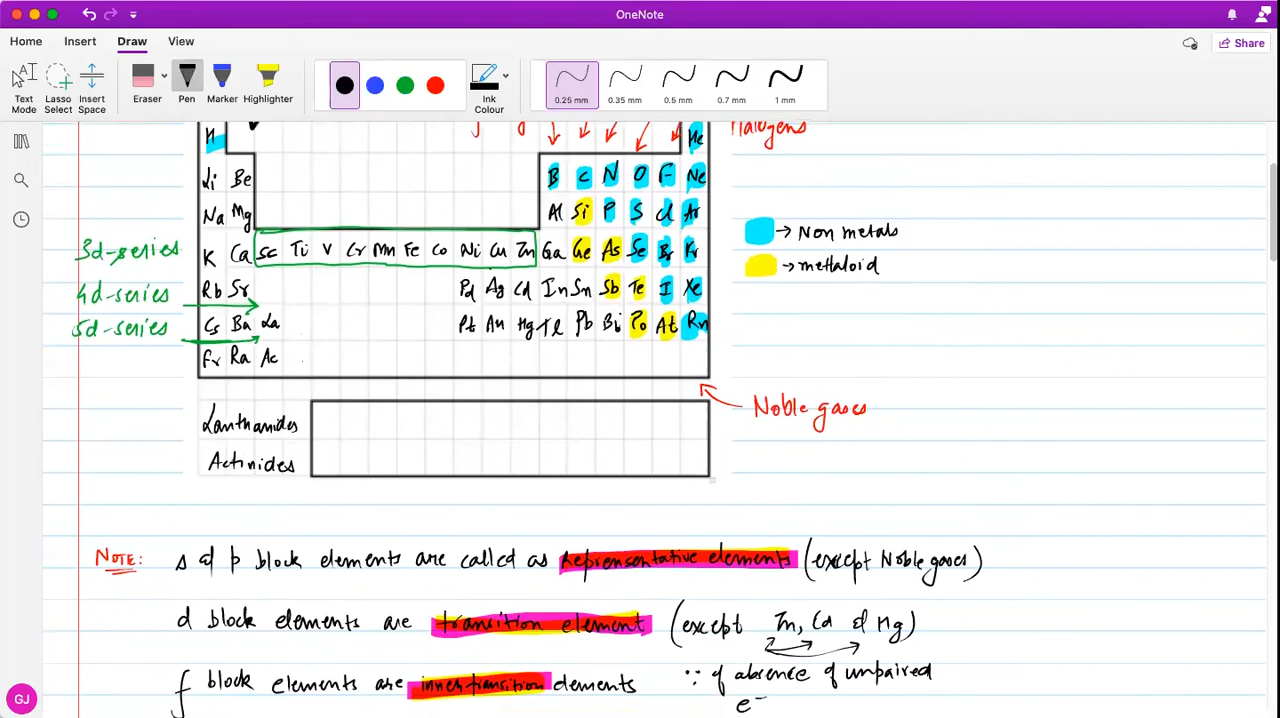 OneNote
Home Insert Draw View
Share
Text Mode
Lasso Select
Insert Space
Eraser
Pen
Marker
Highlighter
Ink Colour
0.25 mm
0.35 mm
0.5 mm
0.7 mm
1 mm
Halogens
H He
Li Be B C N O F Ne
Na Mg Al Si P S Cl Ar
→ Non metals
3d-series K Ca Sc Ti V Cr Mn Fe Co Ni Cu Zn Ga Ge As Se Br Kr
→ mettaloid
4d-series Rb Sr Pd Ag Cd In Sn Sb Te I Xe
5d-series Cs Ba La Pt Au Hg Tl Pb Bi Po At Rn
Fr Ra Ac
Noble gases
Lanthanides
Actinides
NOTE: s & p block elements are called as representative elements (except Noble gases)
d block elements are transition element (except Zn, Cd & Hg)
∵ of absence of unpaired
e−
f block elements are inner transition elements
GJ